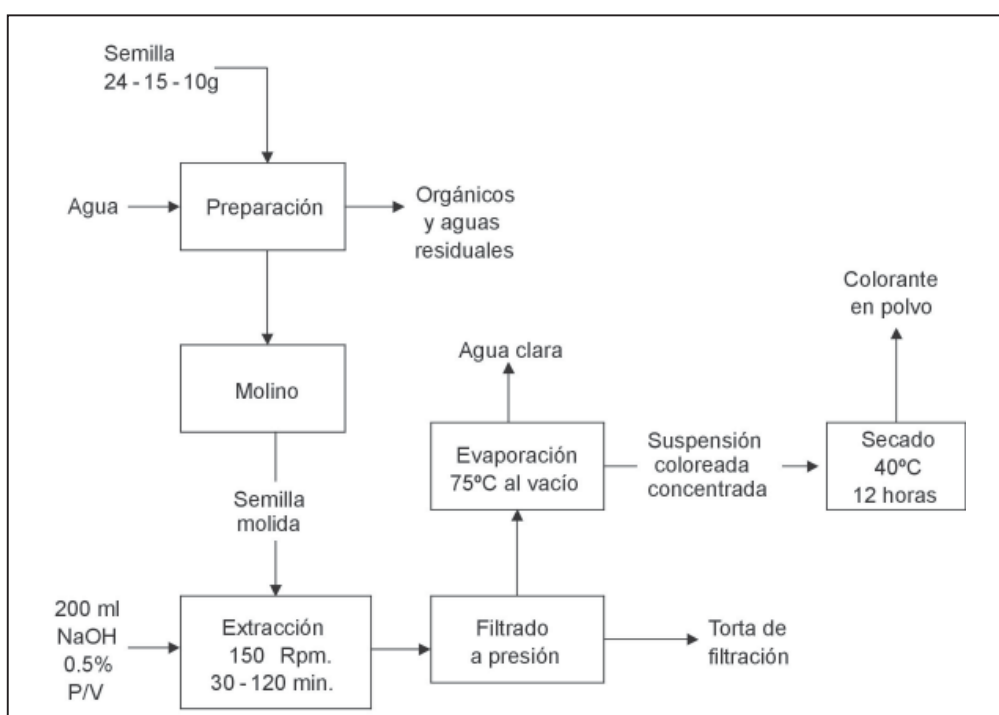 Semilla
24 - 15 - 10g
Agua
Preparación
Orgánicos
y aguas
residuales
Molino
Semilla
molida
200 ml
NaOH
0.5%
P/V
Extracción
150 Rpm.
30 - 120 min.
Filtrado
a presión
Torta de
filtración
Agua clara
Evaporación
75ºC al vacío
Suspensión
coloreada
concentrada
Secado
40ºC
12 horas
Colorante
en polvo